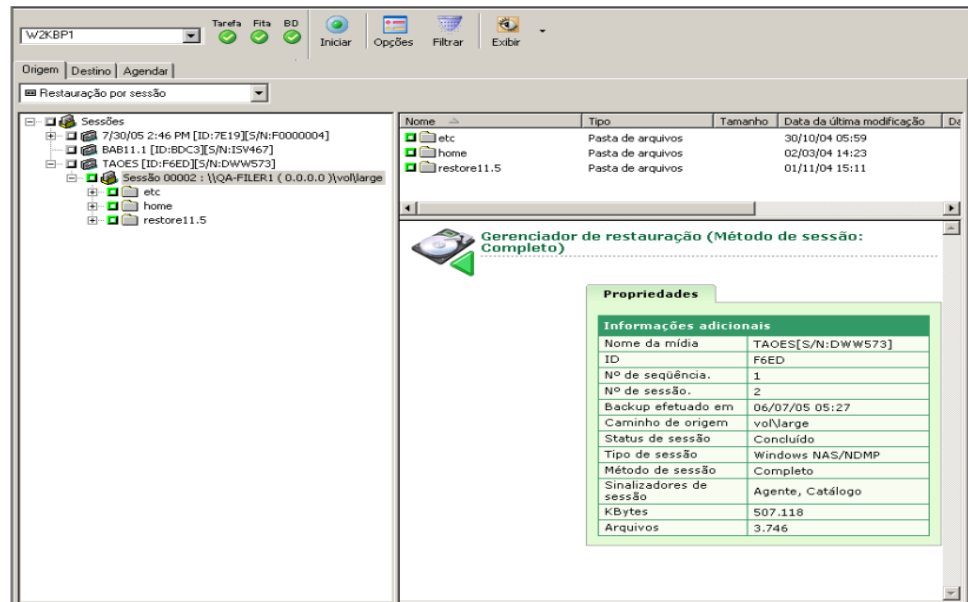 Tarefa Fita BD
W2KBP1
Iniciar Opções Filtrar Exibir
Origem Destino Agendar
Restauração por sessão
Sessões
7/30/05 2:46 PM [ID:7E19][S/N:F0000004]
BAB11.1 [ID:BDC3][S/N:ISV467]
TAOES [ID:F6ED][S/N:DWW573]
Sessão 00002 : \\QA-FILER1 ( 0.0.0.0 )\vol\large
etc
home
restore11.5
Nome Tipo Tamanho Data da última modificação Da
etc Pasta de arquivos 30/10/04 05:59
home Pasta de arquivos 02/03/04 14:23
restore11.5 Pasta de arquivos 01/11/04 15:11
Gerenciador de restauração (Método de sessão:
Completo)
Propriedades
Informações adicionais
Nome da mídia TAOES[S/N:DWW573]
ID F6ED
Nº de seqüência. 1
Nº de sessão. 2
Backup efetuado em 06/07/05 05:27
Caminho de origem vol\large
Status de sessão Concluído
Tipo de sessão Windows NAS/NDMP
Método de sessão Completo
Sinalizadores de
sessão Agente, Catálogo
KBytes 507.118
Arquivos 3.746